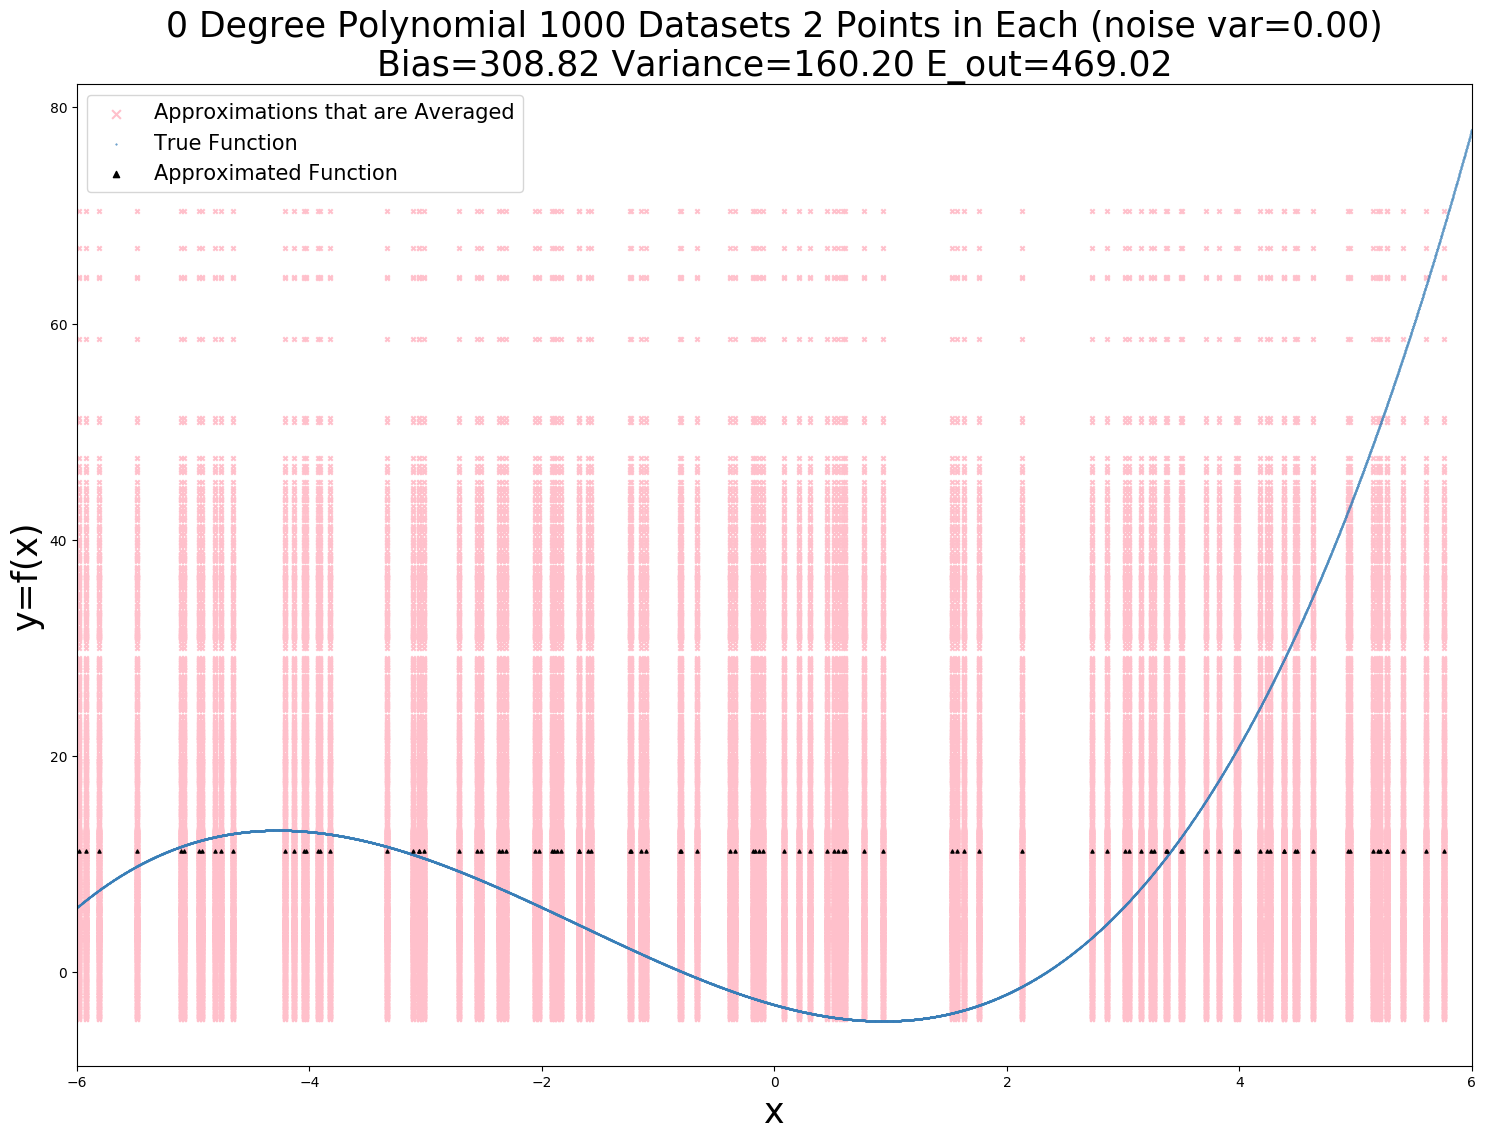 0 Degree Polynomial 1000 Datasets 2 Points in Each (noise var=0.00)
Bias=308.82 Variance=160.20 E_out=469.02
Approximations that are Averaged
True Function
Approximated Function
80
60
40
20
0
y=f(x)
−6
−4
−2
0
2
4
6
x